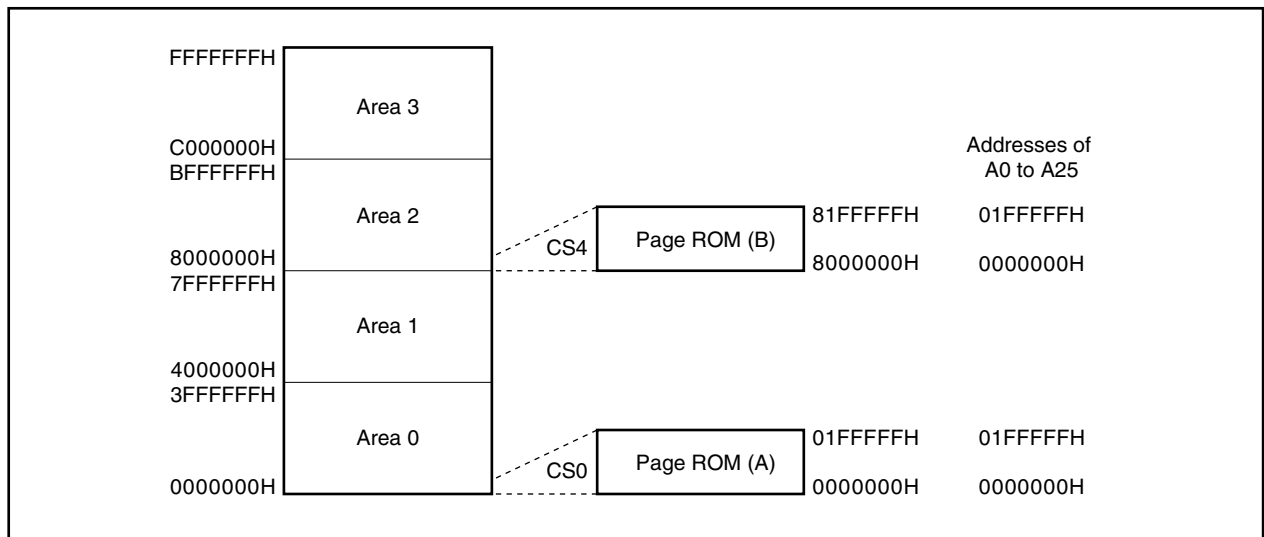 FFFFFFFH
Area 3
C000000H
BFFFFFFH
Addresses of
A0 to A25
Area 2
81FFFFFH
01FFFFFH
Page ROM (B)
CS4
8000000H
8000000H
0000000H
7FFFFFFH
Area 1
4000000H
3FFFFFFH
Area 0
01FFFFFH
01FFFFFH
Page ROM (A)
CS0
0000000H
0000000H
0000000H